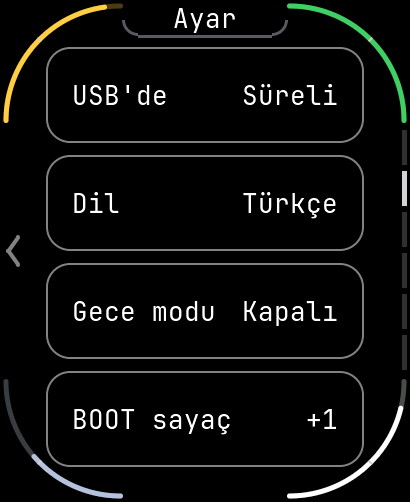 Ayar
USB'de Süreli
Dil Türkçe
Gece modu Kapalı
BOOT sayaç +1